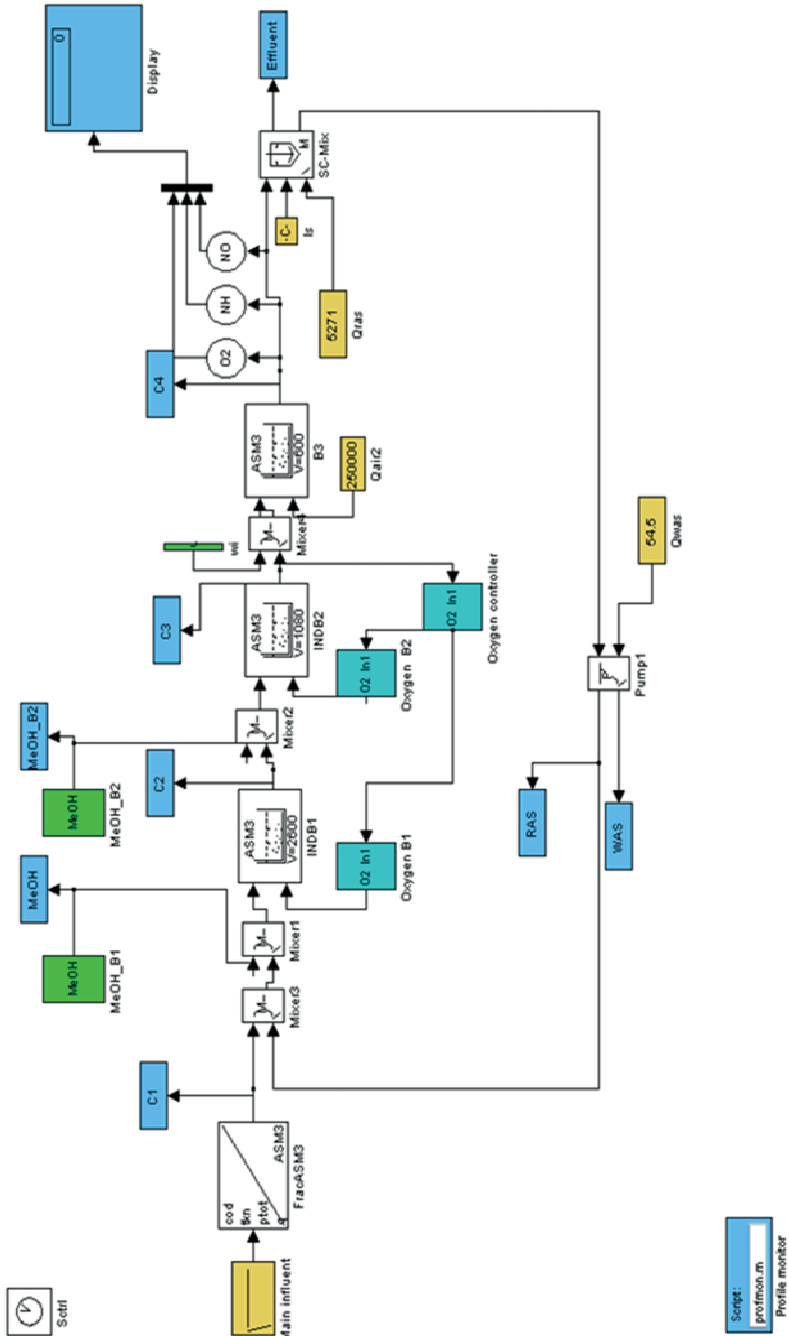 Sctrl
Main influent
cod
tkn
ptot
q
ASM3
FracASM3
C1
Mixer3
Mixer1
MeOH
MeOH_B1
MeOH
ASM3
V=2600
INDB1
O2 In1
Oxygen B1
C2
MeOH
MeOH_B2
MeOH_B2
Mixer2
ASM3
V=1080
INDB2
O2 In1
Oxygen B2
C3
O2 In1
Oxygen controller
Mixer4
ASM3
V=600
B3
250000
Qair2
C4
O2
NH
NO
0
Display
6271
Qras
-C-
Is
M
SC-Mix
Effluent
RAS
WAS
P
Pump1
54.5
Qwas
Script:
profmon.m
Profile monitor